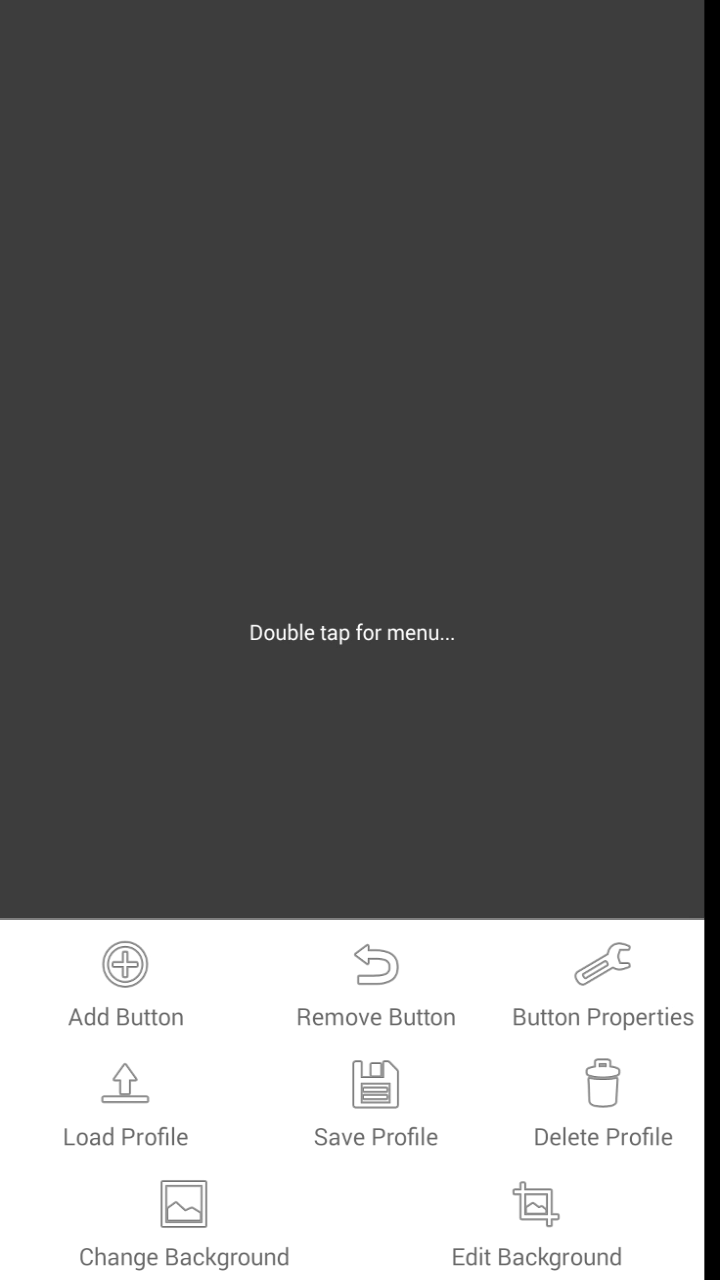 Double tap for menu...
Add Button
Remove Button
Button Properties
Load Profile
Save Profile
Delete Profile
Change Background
Edit Background